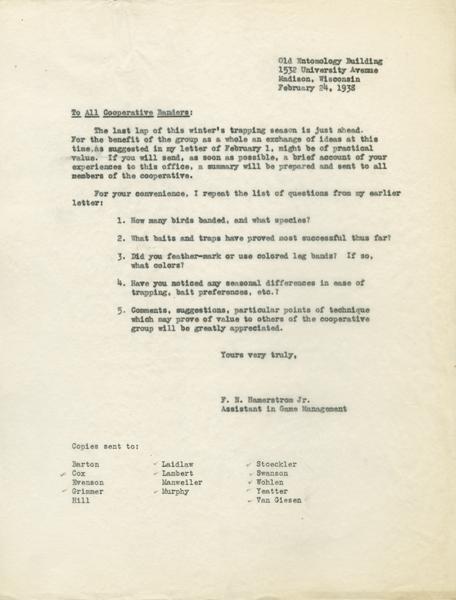 Old Entomology Building
1532 University Avenue
Madison, Wisconsin
February 24, 1938
To All Cooperative Banders:
The last lap of this winter's trapping season is just ahead.
For the benefit of the group as a whole an exchange of ideas at this
time,as suggested in my letter of February 1, might be of practical
value. If you will send, as soon as possible, a brief account of your
experiences to this office, a summary will be prepared and sent to all
members of the cooperative.
For your convenience, I repeat the list of questions from my earlier
letter:
1. How many birds banded, and what species?
2. What baits and traps have proved most successful thus far?
3. Did you feather-mark or use colored leg bands? If so,
what colors?
4. Have you noticed any seasonal differences in ease of
trapping, bait preferences, etc.?
5. Comments, suggestions, particular points of technique
which may prove of value to others of the cooperative
group will be greatly appreciated.
Yours very truly,
F. N. Hamerstrom Jr.
Assistant in Game Management
Copies sent to:
Barton
Cox
Evenson
Grimmer
Hill
Laidlaw
Lambert
Manweiler
Murphy
Stoeckler
Swanson
Wohlen
Yeatter
Van Giesen